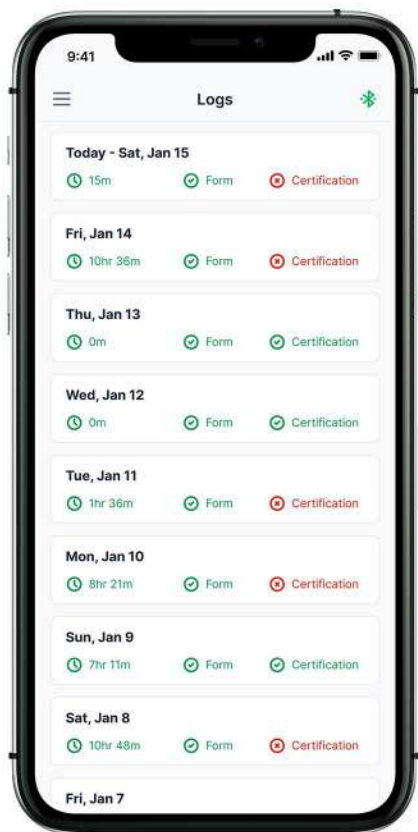 9:41
Logs
Today - Sat, Jan 15
15m Form Certification
Fri, Jan 14
10hr 36m Form Certification
Thu, Jan 13
0m Form Certification
Wed, Jan 12
0m Form Certification
Tue, Jan 11
1hr 36m Form Certification
Mon, Jan 10
8hr 21m Form Certification
Sun, Jan 9
7hr 11m Form Certification
Sat, Jan 8
10hr 48m Form Certification
Fri, Jan 7